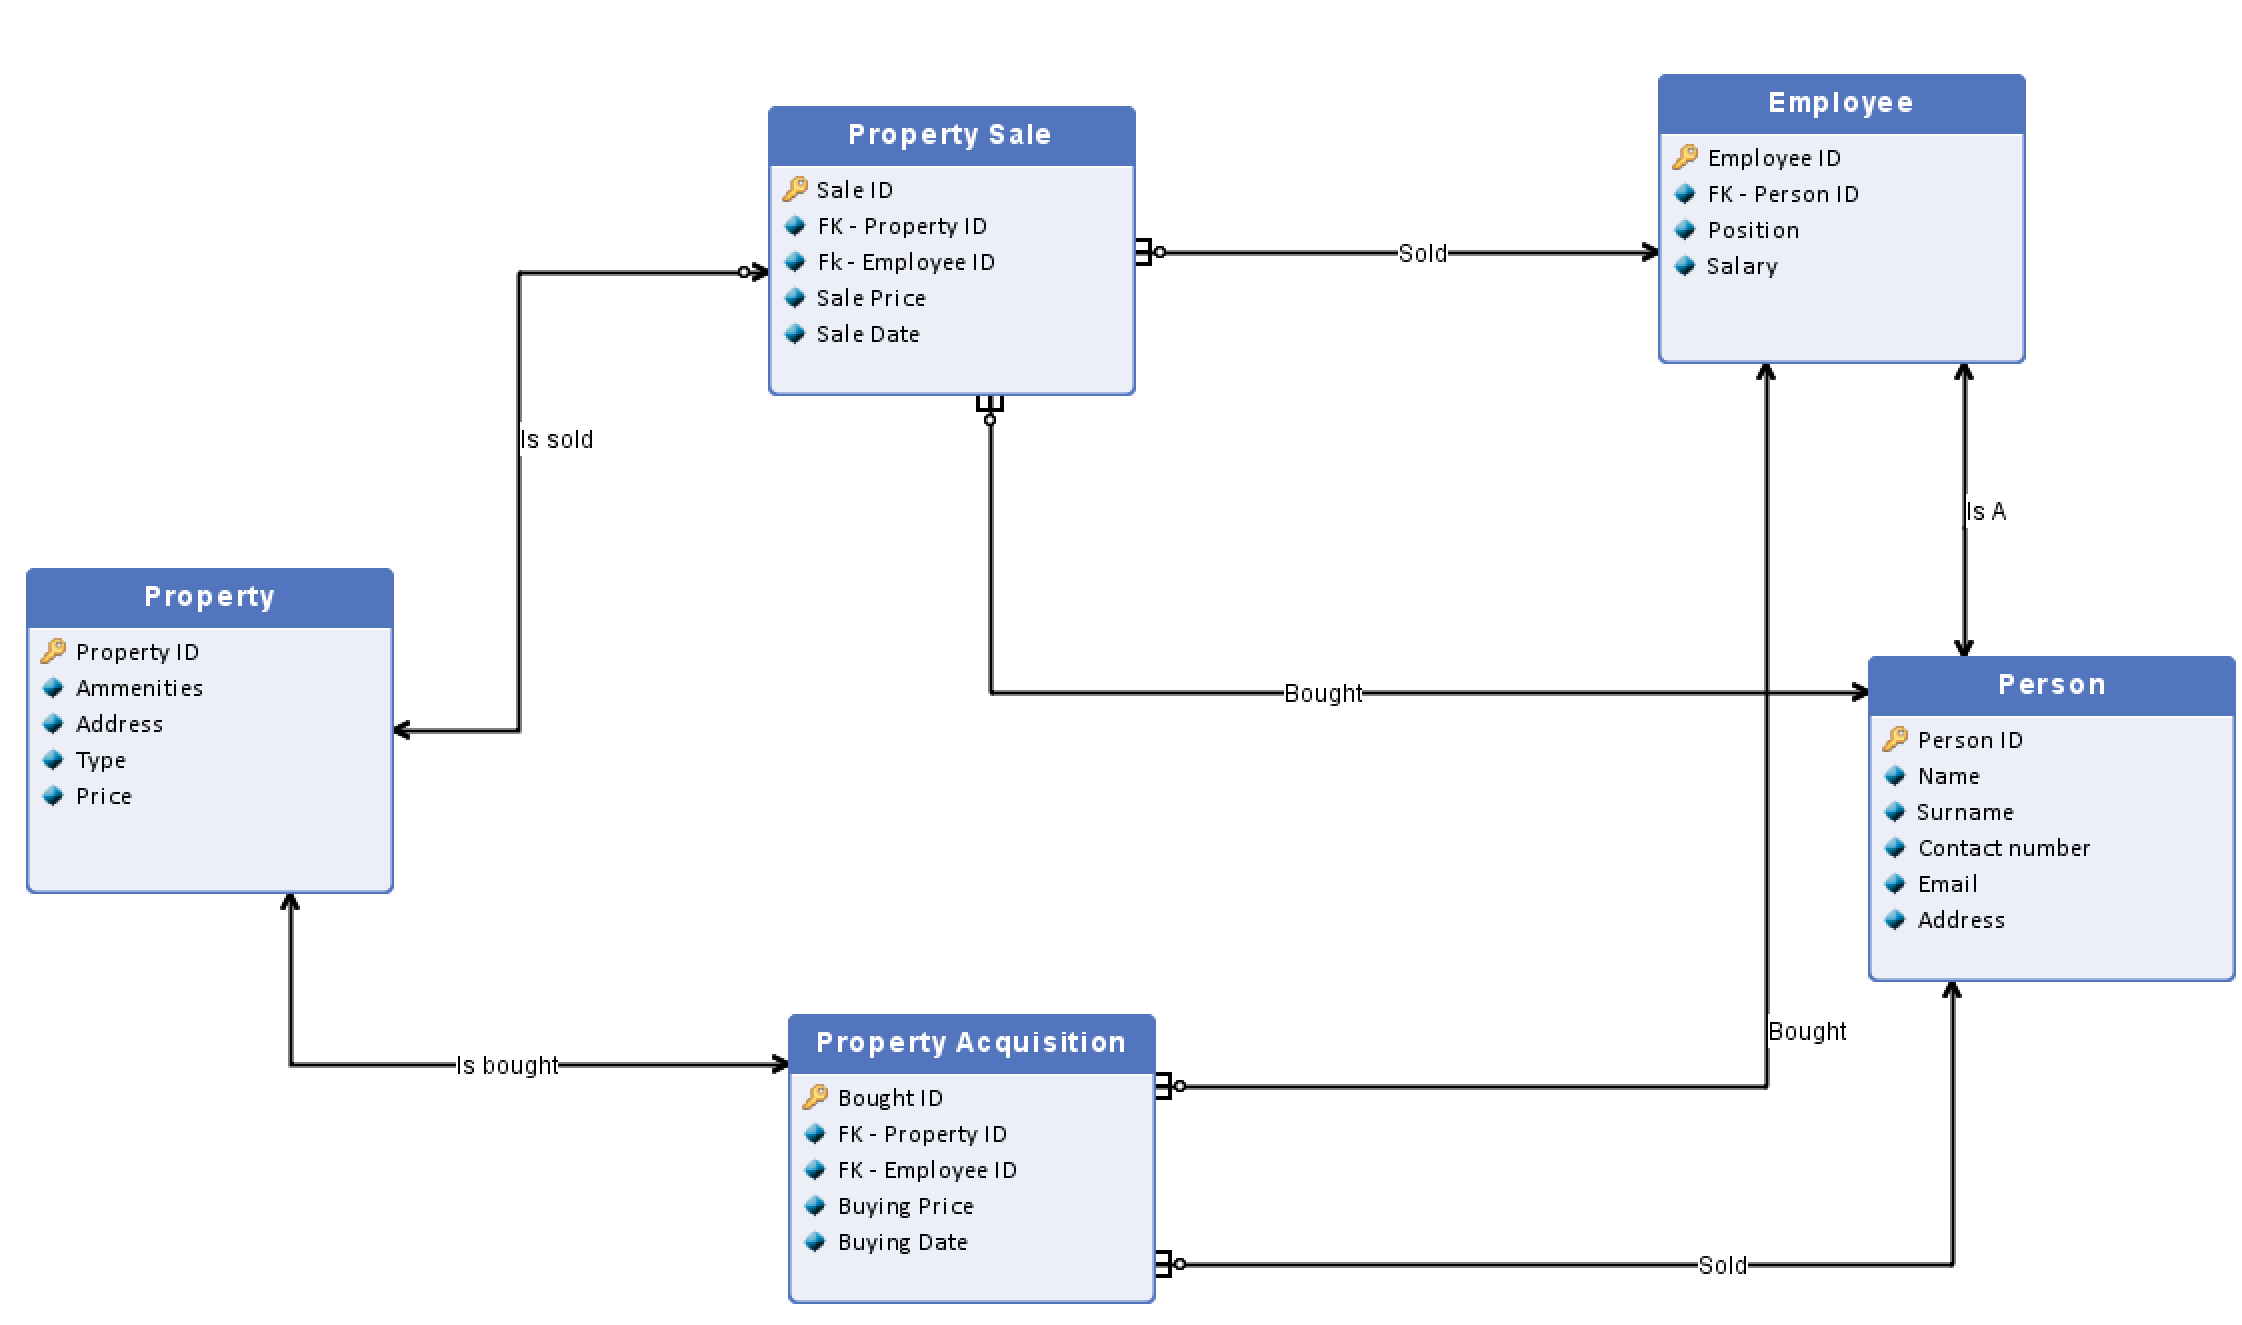 Employee
Employee ID
FK - Person ID
Position
Salary
Property Sale
Sale ID
FK - Property ID
Fk - Employee ID
Sale Price
Sale Date
Sold
Is sold
Is A
Property
Property ID
Ammenities
Address
Type
Price
Bought
Person
Person ID
Name
Surname
Contact number
Email
Address
Is bought
Property Acquisition
Bought ID
FK - Property ID
FK - Employee ID
Buying Price
Buying Date
Bought
Sold